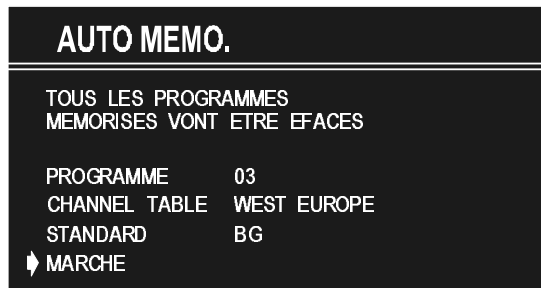 AUTO MEMO.
TOUS LES PROGRAMMES
MEMORISES VONT ETRE EFACES
PROGRAMME 03
CHANNEL TABLE WEST EUROPE
STANDARD BG
MARCHE